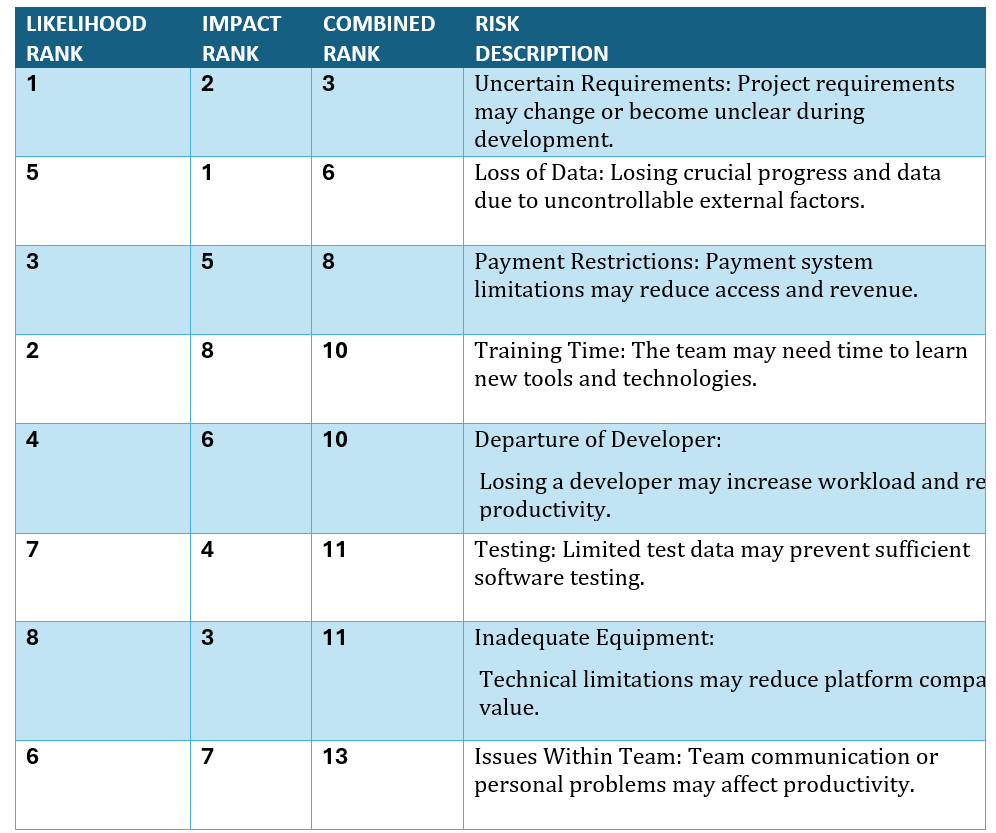 LIKELIHOOD RANK IMPACT RANK COMBINED RANK RISK DESCRIPTION
1 2 3 Uncertain Requirements: Project requirements
may change or become unclear during
development.
5 1 6 Loss of Data: Losing crucial progress and data
due to uncontrollable external factors.
3 5 8 Payment Restrictions: Payment system
limitations may reduce access and revenue.
2 8 10 Training Time: The team may need time to learn
new tools and technologies.
4 6 10 Departure of Developer:
Losing a developer may increase workload and
productivity.
7 4 11 Testing: Limited test data may prevent sufficient
software testing.
8 3 11 Inadequate Equipment:
Technical limitations may reduce platform
value.
6 7 13 Issues Within Team: Team communication or
personal problems may affect productivity.